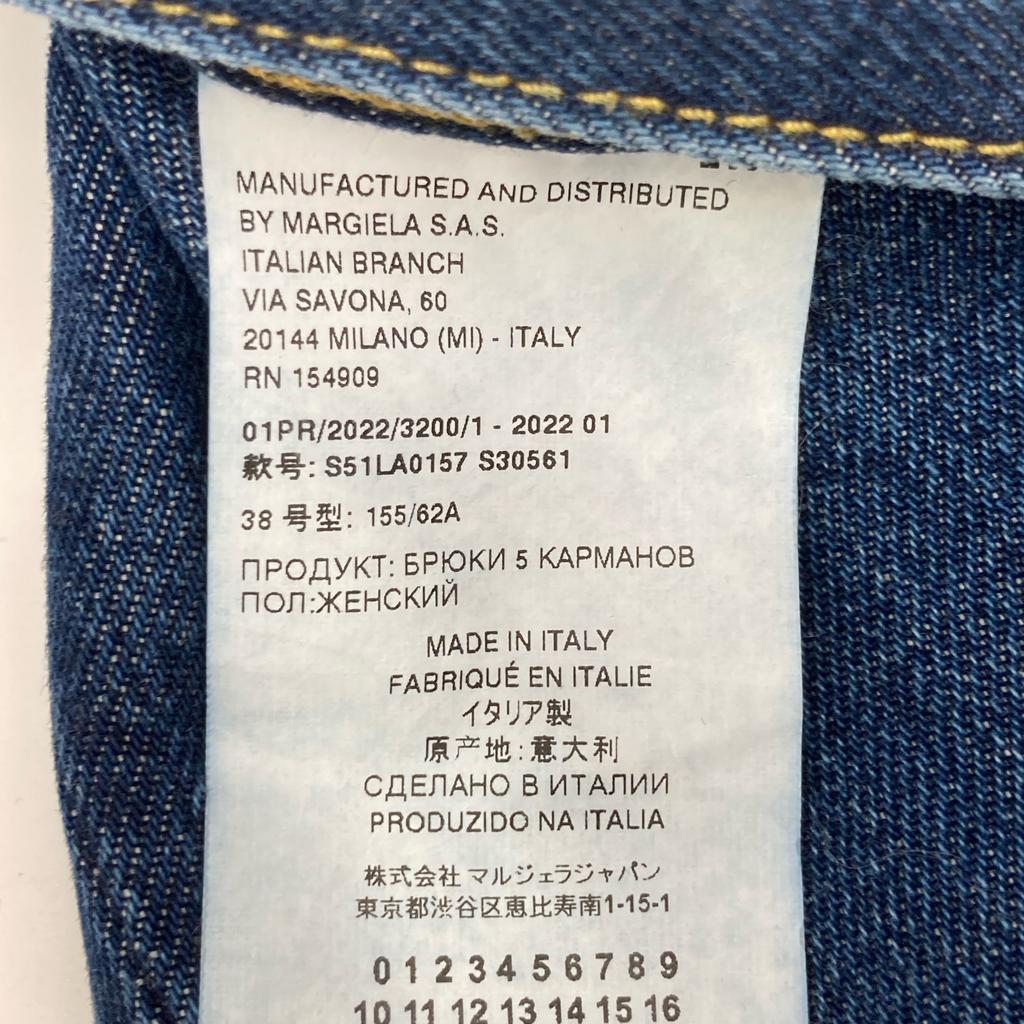 MANUFACTURED AND DISTRIBUTED
BY MARGIELA S.A.S.
ITALIAN BRANCH
VIA SAVONA, 60
20144 MILANO (MI) - ITALY
RN 154909
01PR/2022/3200/1 - 2022 01
款号: S51LA0157 S30561
38 号型: 155/62A
ПРОДУКТ: БРЮКИ 5 КАРМАНОВ
ПОЛ:ЖЕНСКИЙ
MADE IN ITALY
FABRIQUÉ EN ITALIE
イタリア製
原产地: 意大利
СДЕЛАНО В ИТАЛИИ
PRODUZIDO NA ITALIA
株式会社 マルジェラジャパン
東京都渋谷区恵比寿南1-15-1
0 1 2 3 4 5 6 7 8 9
10 11 12 13 14 15 16